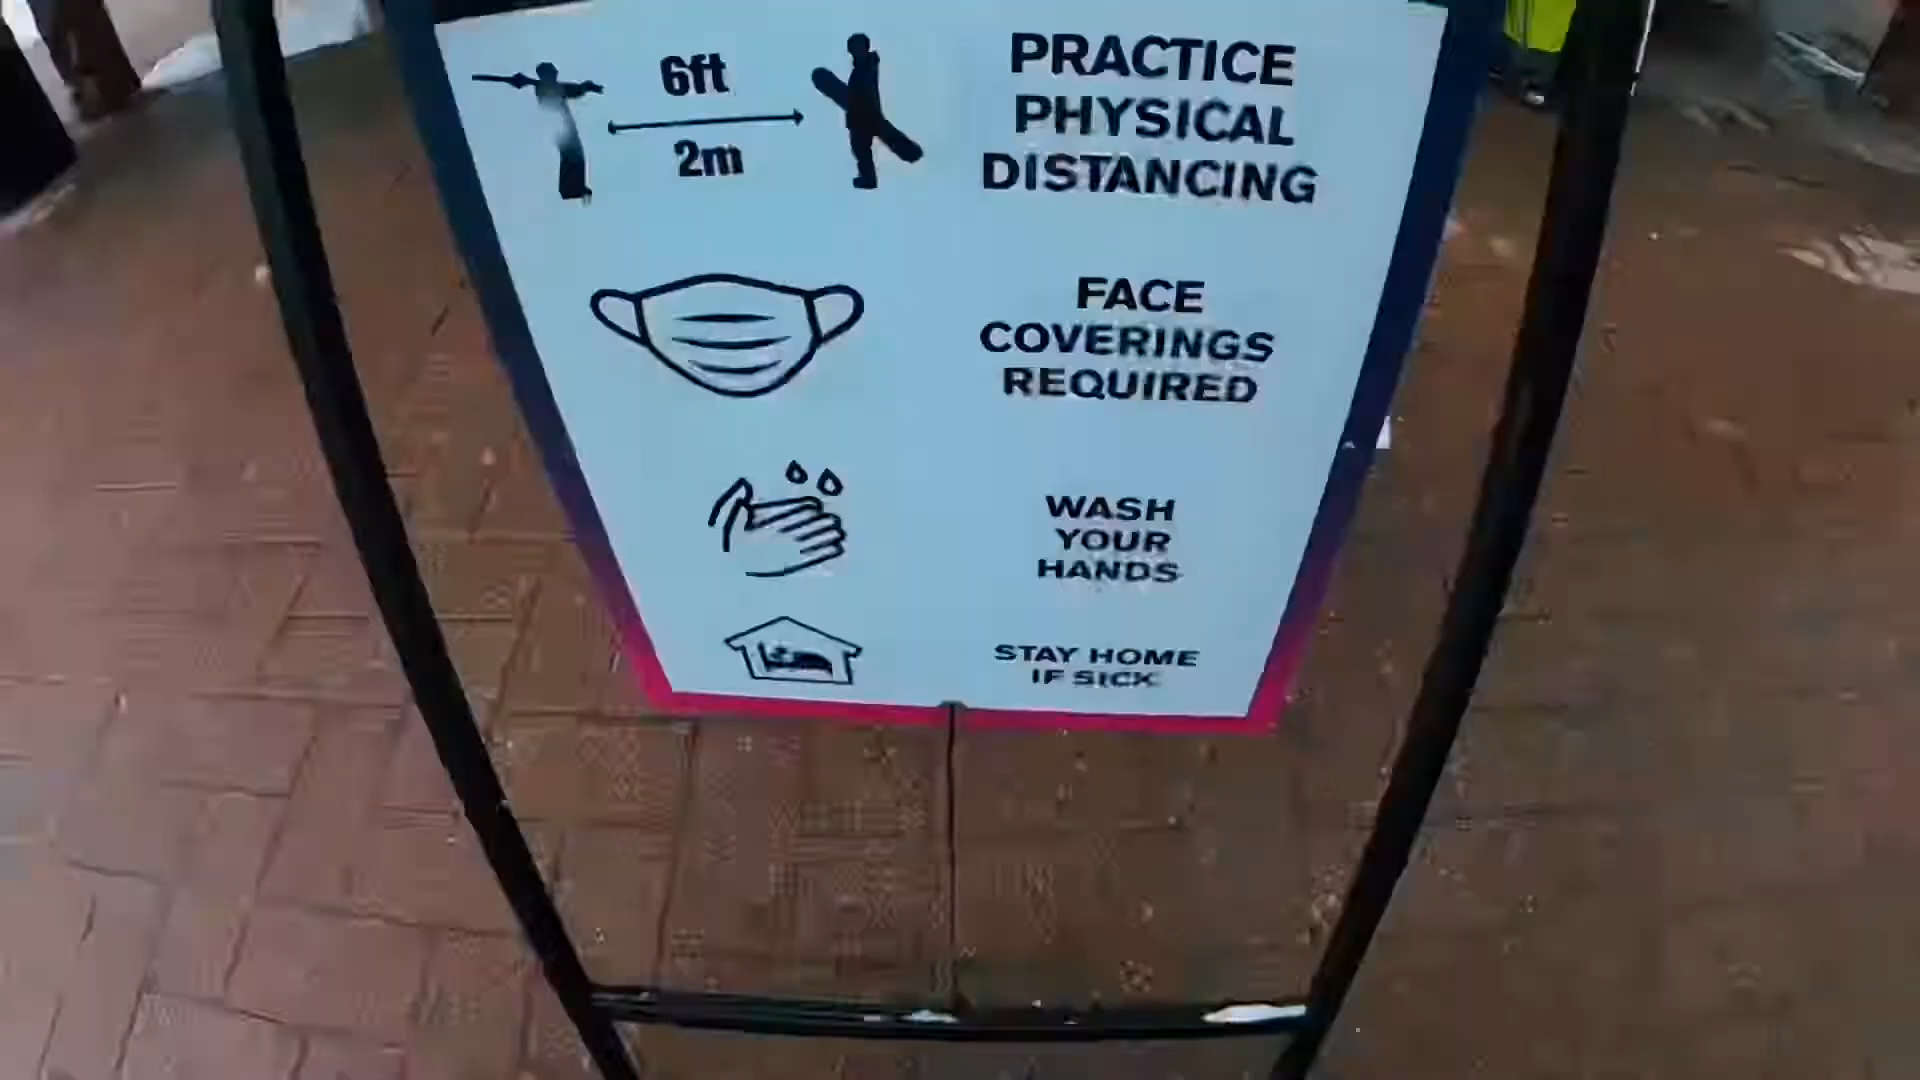 6ft
2m
PRACTICE
PHYSICAL
DISTANCING
FACE
COVERINGS
REQUIRED
WASH
YOUR
HANDS
STAY HOME
IF SICK